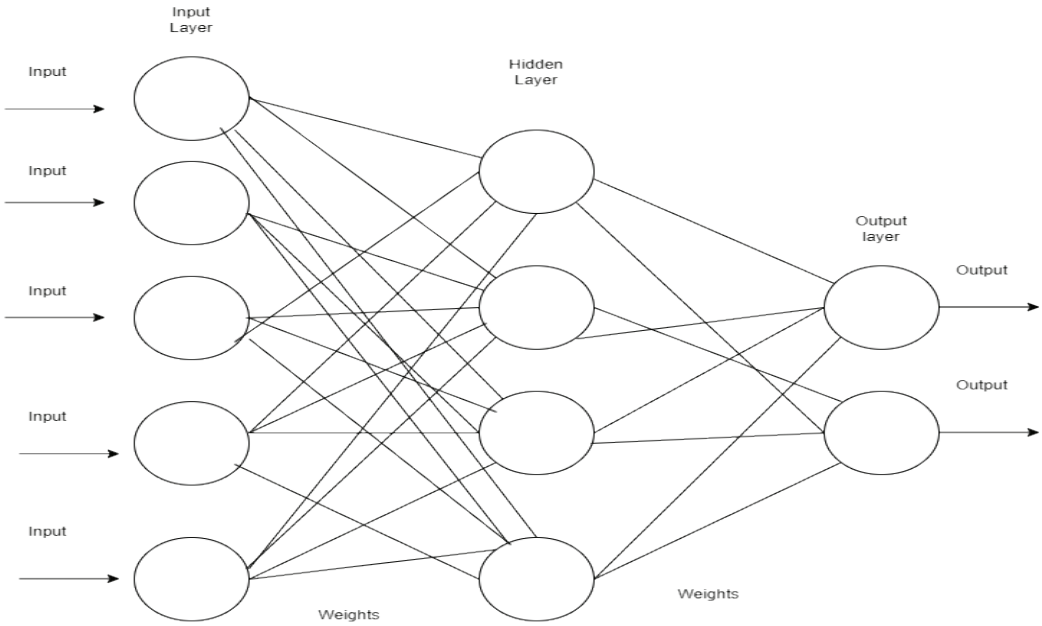 Input
Layer
Input
Hidden
Layer
Input
Output
layer
Output
Input
Output
Input
Input
Weights
Weights